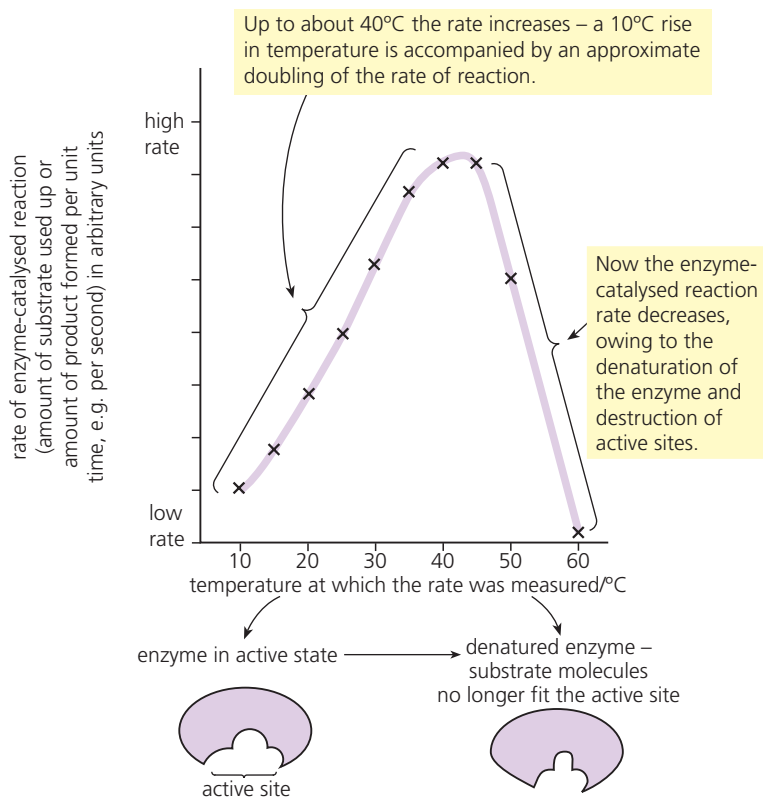 Up to about 40ºC the rate increases – a 10ºC rise
in temperature is accompanied by an approximate
doubling of the rate of reaction.
high
rate
rate of enzyme-catalysed reaction
(amount of substrate used up or
amount of product formed per unit
time, e.g. per second) in arbitrary units
Now the enzyme-
catalysed reaction
rate decreases,
owing to the
denaturation of
the enzyme and
destruction of
active sites.
low
rate
10 20 30 40 50 60
temperature at which the rate was measured/ºC
enzyme in active state
denatured enzyme –
substrate molecules
no longer fit the active site
active site